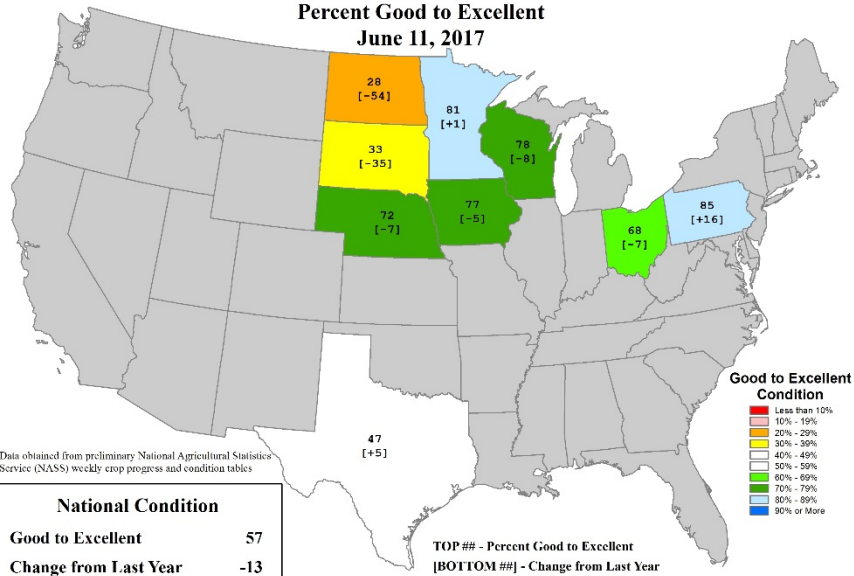 Percent Good to Excellent
June 11, 2017
28
[-54]
81
[+1]
78
[-8]
33
[-35]
72
[-7]
77
[-5]
68
[-7]
85
[+16]
47
[+5]
Good to Excellent
Condition
Less than 10%
10% - 19%
20% - 29%
30% - 39%
40% - 49%
50% - 59%
60% - 69%
70% - 79%
80% - 89%
90% or More
Data obtained from preliminary National Agricultural Statistics
Service (NASS) weekly crop progress and condition tables
National Condition
Good to Excellent 57
Change from Last Year -13
TOP ## - Percent Good to Excellent
[BOTTOM ##] - Change from Last Year